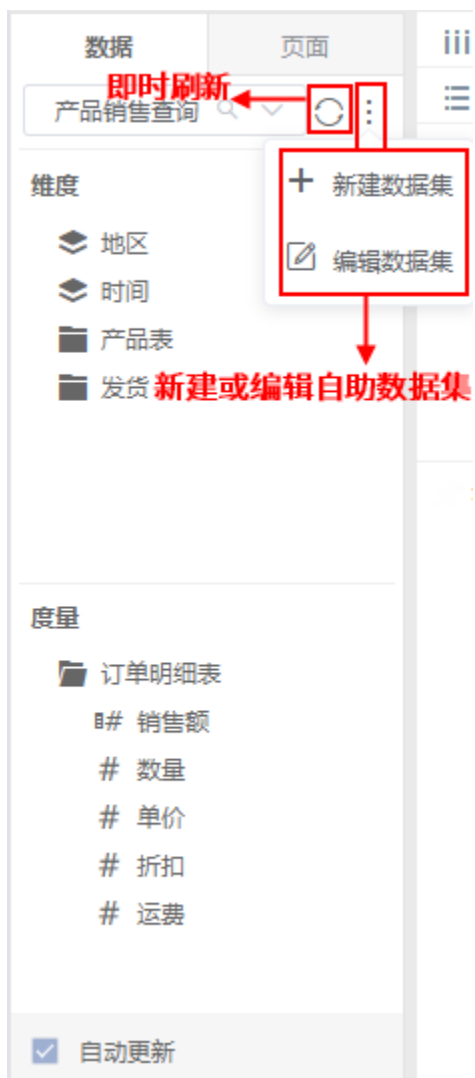 数据
页面
iii
即时刷新
产品销售查询
维度
新建数据集
编辑数据集
地区
时间
产品表
发货
新建或编辑自助数据集
度量
订单明细表
# 销售额
# 数量
# 单价
# 折扣
# 运费
自动更新